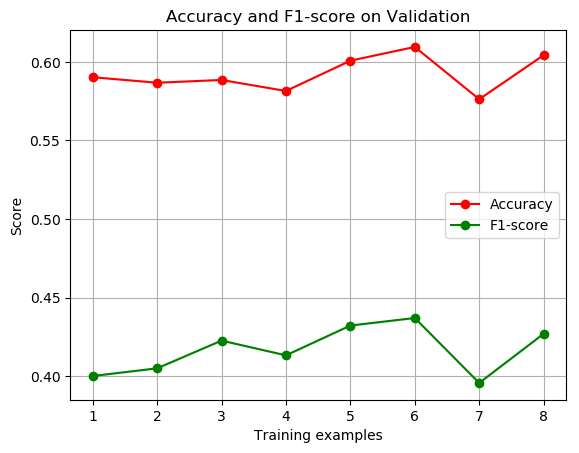 Accuracy and F1-score on Validation
0.60
0.55
0.50
0.45
0.40
Score
Accuracy
F1-score
1 2 3 4 5 6 7 8
Training examples